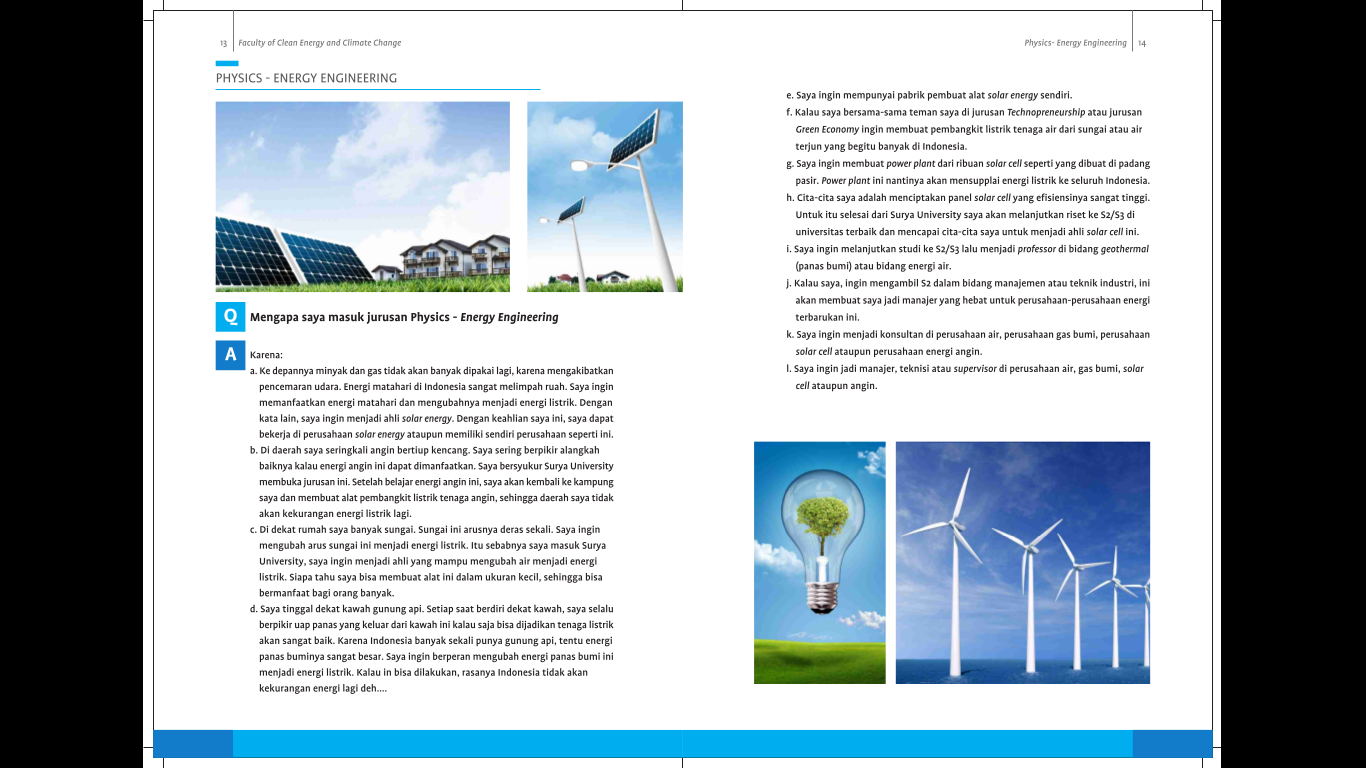 13 Faculty of Clean Energy and Climate Change
PHYSICS - ENERGY ENGINEERING
Q Mengapa saya masuk jurusan Physics - Energy Engineering
A Karena:
a. Ke depannya minyak dan gas tidak akan banyak dipakai lagi, karena mengakibatkan
pencemaran udara. Energi matahari di Indonesia sangat melimpah ruah. Saya ingin
memanfaatkan energi matahari dan mengubahnya menjadi energi listrik. Dengan
kata lain, saya ingin menjadi ahli solar energy. Dengan keahlian saya ini, saya dapat
bekerja di perusahaan solar energy ataupun memiliki sendiri perusahaan seperti ini.
b. Di daerah saya seringkali angin bertiup kencang. Saya sering berpikir alangkah
baiknya kalau energi angin ini dapat dimanfaatkan. Saya bersyukur Surya University
membuka jurusan ini. Setelah belajar energi angin ini, saya akan kembali ke kampung
saya dan membuat alat pembangkit listrik tenaga angin, sehingga daerah saya tidak
akan kekurangan energi listrik lagi.
c. Di dekat rumah saya banyak sungai. Sungai ini arusnya deras sekali. Saya ingin
mengubah arus sungai ini menjadi energi listrik. Itu sebabnya saya masuk Surya
University, saya ingin menjadi ahli yang mampu mengubah air menjadi energi
listrik. Siapa tahu saya bisa membuat alat ini dalam ukuran kecil, sehingga bisa
bermanfaat bagi orang banyak.
d. Saya tinggal dekat kawah gunung api. Setiap saat berdiri dekat kawah, saya selalu
berpikir uap panas yang keluar dari kawah ini kalau saja bisa dijadikan tenaga listrik
akan sangat baik. Karena Indonesia banyak sekali punya gunung api, tentu energi
panas buminya sangat besar. Saya ingin berperan mengubah energi panas bumi ini
menjadi energi listrik. Kalau in bisa dilakukan, rasanya Indonesia tidak akan
kekurangan energi lagi deh....
Physics- Energy Engineering 14
e. Saya ingin mempunyai pabrik pembuat alat solar energy sendiri.
f. Kalau saya bersama-sama teman saya di jurusan Technopreneurship atau jurusan
Green Economy ingin membuat pembangkit listrik tenaga air dari sungai atau air
terjun yang begitu banyak di Indonesia.
g. Saya ingin membuat power plant dari ribuan solar cell seperti yang dibuat di padang
pasir. Power plant ini nantinya akan mensupplai energi listrik ke seluruh Indonesia.
h. Cita-cita saya adalah menciptakan panel solar cell yang efisiensinya sangat tinggi.
Untuk itu selesai dari Surya University saya akan melanjutkan riset ke S2/S3 di
universitas terbaik dan mencapai cita-cita saya untuk menjadi ahli solar cell ini.
i. Saya ingin melanjutkan studi ke S2/S3 lalu menjadi professor di bidang geothermal
(panas bumi) atau bidang energi air.
j. Kalau saya, ingin mengambil S2 dalam bidang manajemen atau teknik industri, ini
akan membuat saya jadi manajer yang hebat untuk perusahaan-perusahaan energi
terbarukan ini.
k. Saya ingin menjadi konsultan di perusahaan air, perusahaan gas bumi, perusahaan
solar cell ataupun perusahaan energi angin.
l. Saya ingin jadi manajer, teknisi atau supervisor di perusahaan air, gas bumi, solar
cell ataupun angin.